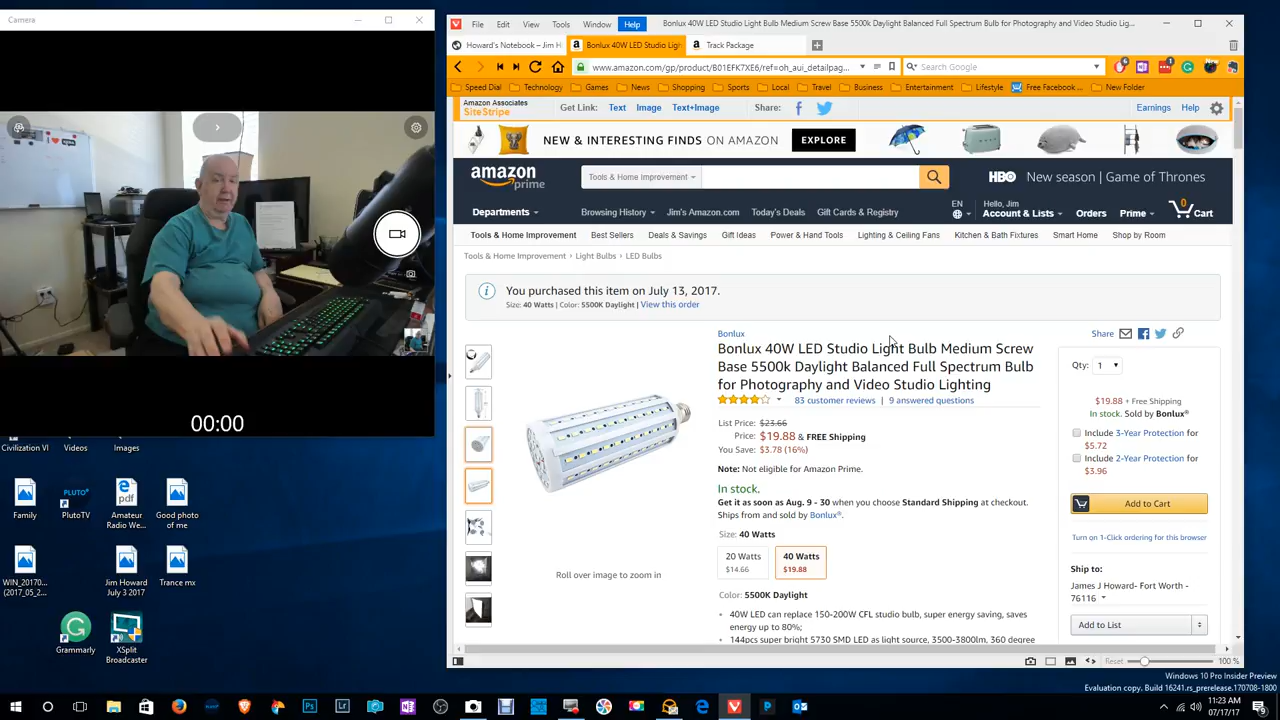 Camera
00:00
Civilization VI
Videos
Images
Family
PLUTO TV
PlutoTV
e pdf
Amateur Radio We...
Good photo of me
WIN_20170... (2017_05_2...
Jim Howard July 3 2017
Trance mx
Grammarly
XSplit Broadcaster
File Edit View Tools Window Help
Bonlux 40W LED Studio Light Bulb Medium Screw Base 5500k Daylight Balanced Full Spectrum Bulb for Photography and Video Studio Lig...
Howard's Notebook – Jim H
Bonlux 40W LED Studio Ligh
Track Package
www.amazon.com/gp/product/B01EFK7XE6/ref=oh_aui_detailpag...
Search Google
Speed Dial Technology Games News Shopping Sports Local Travel Business Entertainment Lifestyle Free Facebook ... New Folder
Amazon Associates
SiteStripe
Get Link: Text Image Text+Image Share: Earnings Help
NEW & INTERESTING FINDS ON AMAZON EXPLORE
amazon prime
Tools & Home Improvement
HBO New season | Game of Thrones
Departments
Browsing History Jim's Amazon.com Today's Deals Gift Cards & Registry
EN
Hello, Jim
Account & Lists Orders Prime 0 Cart
Tools & Home Improvement Best Sellers Deals & Savings Gift Ideas Power & Hand Tools Lighting & Ceiling Fans Kitchen & Bath Fixtures Smart Home Shop by Room
Tools & Home Improvement › Light Bulbs › LED Bulbs
You purchased this item on July 13, 2017.
Size: 40 Watts | Color: 5500K Daylight | View this order
Bonlux
Bonlux 40W LED Studio Light Bulb Medium Screw
Base 5500k Daylight Balanced Full Spectrum Bulb
for Photography and Video Studio Lighting
83 customer reviews | 9 answered questions
List Price: $23.66
Price: $19.88 & FREE Shipping
You Save: $3.78 (16%)
Note: Not eligible for Amazon Prime.
In stock.
Get it as soon as Aug. 9 - 30 when you choose Standard Shipping at checkout.
Ships from and sold by Bonlux®.
Size: 40 Watts
20 Watts
$14.66
40 Watts
$19.88
Color: 5500K Daylight
• 40W LED can replace 150-200W CFL studio bulb, super energy saving, saves
energy up to 80%;
• 144pcs super bright 5730 SMD LED as light source, 3500-3800lm, 360 degree
Roll over image to zoom in
Share
Qty: 1
$19.88 + Free Shipping
In stock. Sold by Bonlux®
Include 3-Year Protection for
$5.72
Include 2-Year Protection for
$3.96
Add to Cart
Turn on 1-Click ordering for this browser
Ship to:
James J Howard- Fort Worth -
76116
Add to List
Reset 100 %
Windows 10 Pro Insider Preview
Evaluation copy. Build 16241.rs_prerelease.170708-1800
11:23 AM
07/17/17